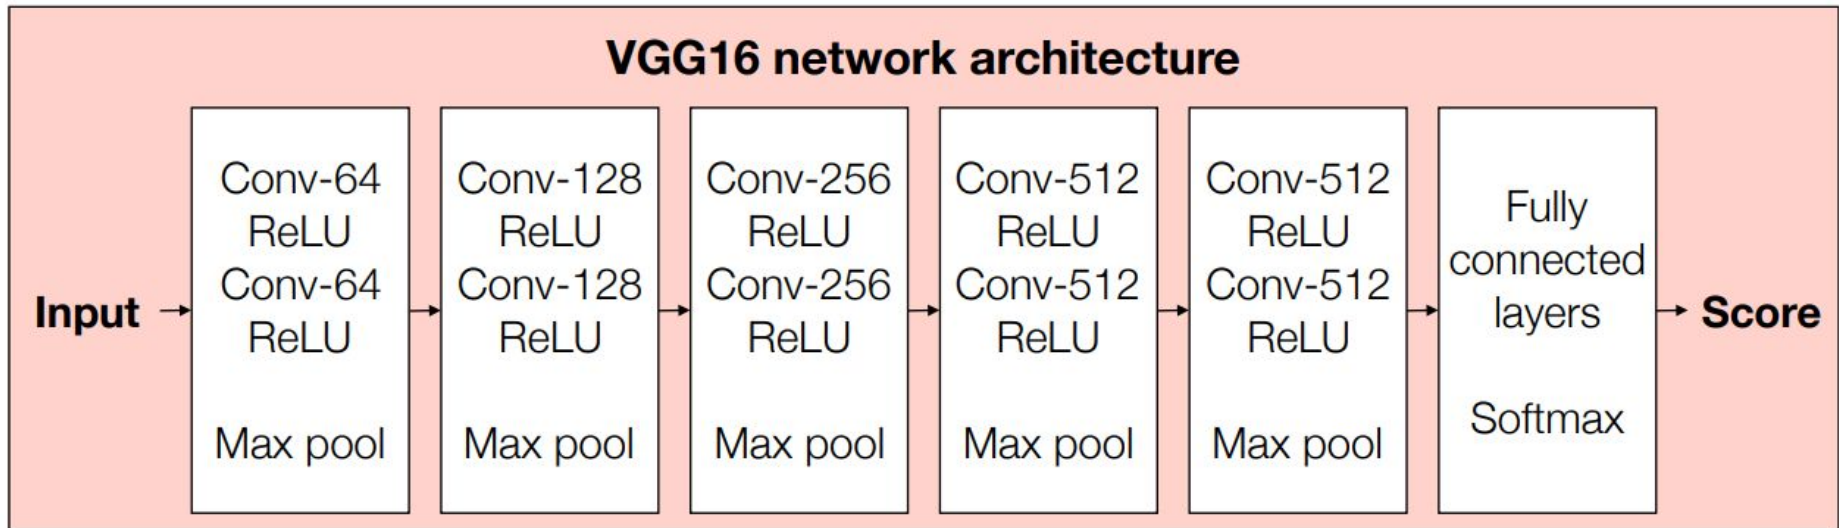 VGG16 network architecture
Input
Conv-64
ReLU
Conv-64
ReLU
Max pool
Conv-128
ReLU
Conv-128
ReLU
Max pool
Conv-256
ReLU
Conv-256
ReLU
Max pool
Conv-512
ReLU
Conv-512
ReLU
Max pool
Conv-512
ReLU
Conv-512
ReLU
Max pool
Fully
connected
layers
Softmax
Score